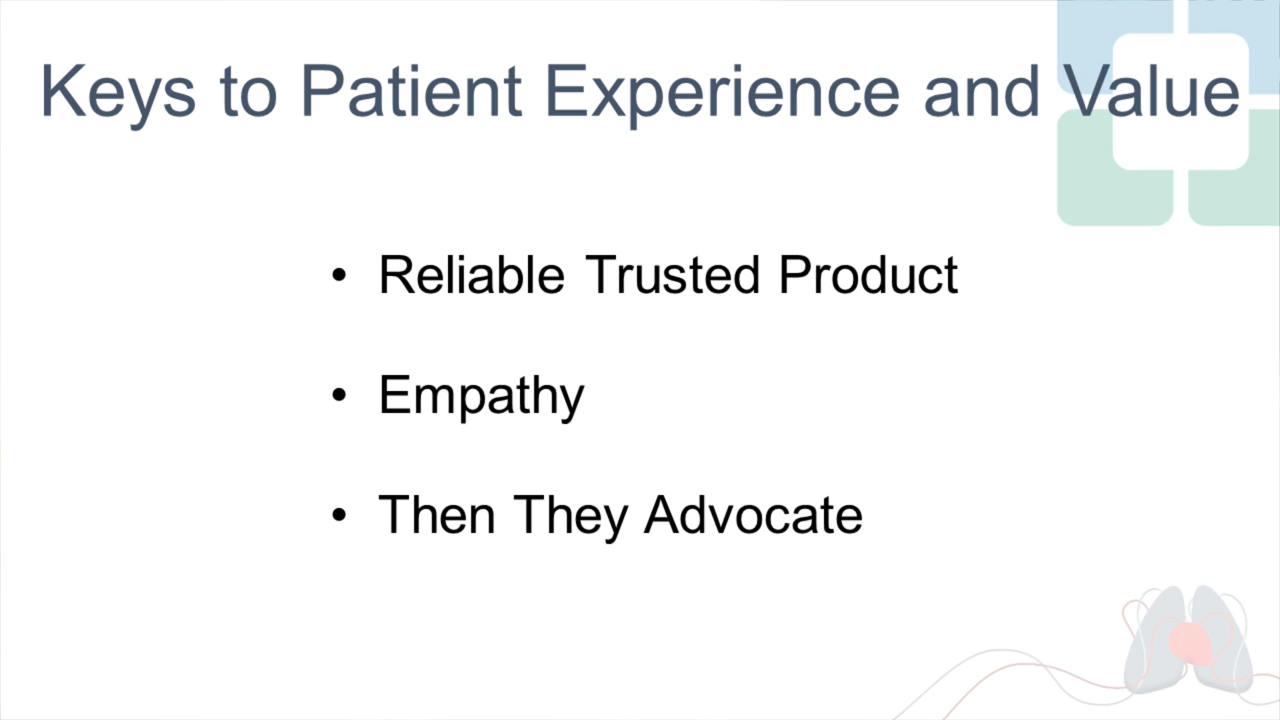 Keys to Patient Experience and Value
• Reliable Trusted Product
• Empathy
• Then They Advocate